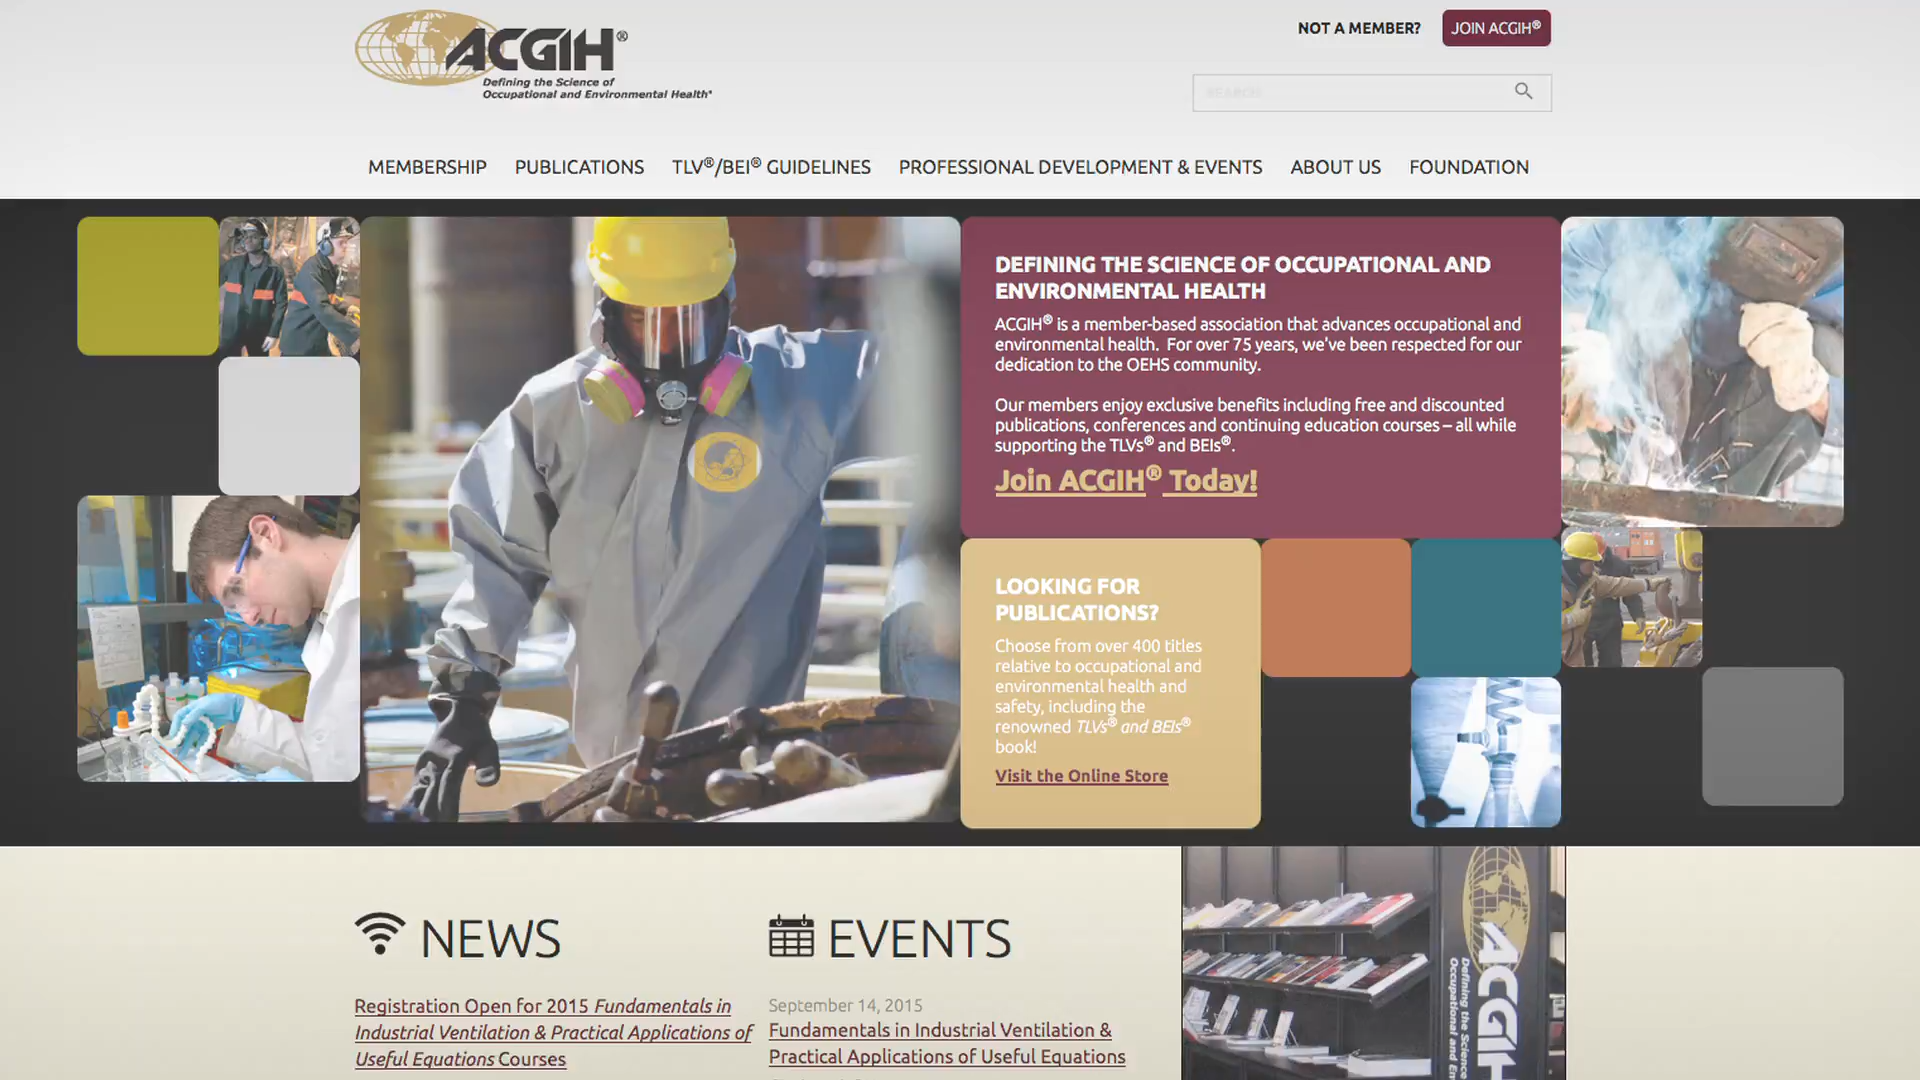 ACGIH®
Defining the Science of
Occupational and Environmental Health®
NOT A MEMBER?
JOIN ACGIH®
SEARCH
MEMBERSHIP
PUBLICATIONS
TLV®/BEI® GUIDELINES
PROFESSIONAL DEVELOPMENT & EVENTS
ABOUT US
FOUNDATION
DEFINING THE SCIENCE OF OCCUPATIONAL AND
ENVIRONMENTAL HEALTH
ACGIH® is a member-based association that advances occupational and
environmental health. For over 75 years, we've been respected for our
dedication to the OEHS community.
Our members enjoy exclusive benefits including free and discounted
publications, conferences and continuing education courses – all while
supporting the TLVs® and BEIs®.
Join ACGIH® Today!
LOOKING FOR
PUBLICATIONS?
Choose from over 400 titles
relative to occupational and
environmental health and
safety, including the
renowned TLVs® and BEIs®
book!
Visit the Online Store
NEWS
Registration Open for 2015 Fundamentals in
Industrial Ventilation & Practical Applications of
Useful Equations Courses
EVENTS
September 14, 2015
Fundamentals in Industrial Ventilation &
Practical Applications of Useful Equations
ACGIH
Defining the Science
Occupational and En